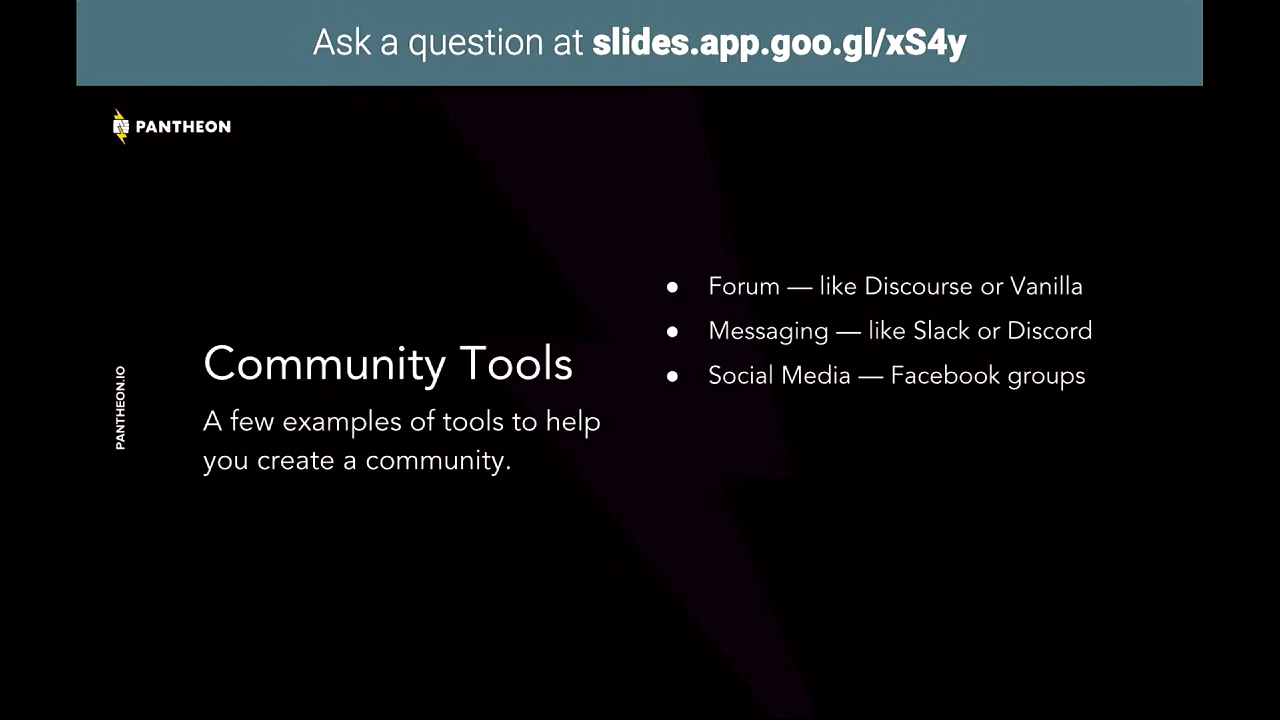 Ask a question at slides.app.goo.gl/xS4y
PANTHEON
PANTHEON.IO
Community Tools
A few examples of tools to help
you create a community.
● Forum — like Discourse or Vanilla
● Messaging — like Slack or Discord
● Social Media — Facebook groups